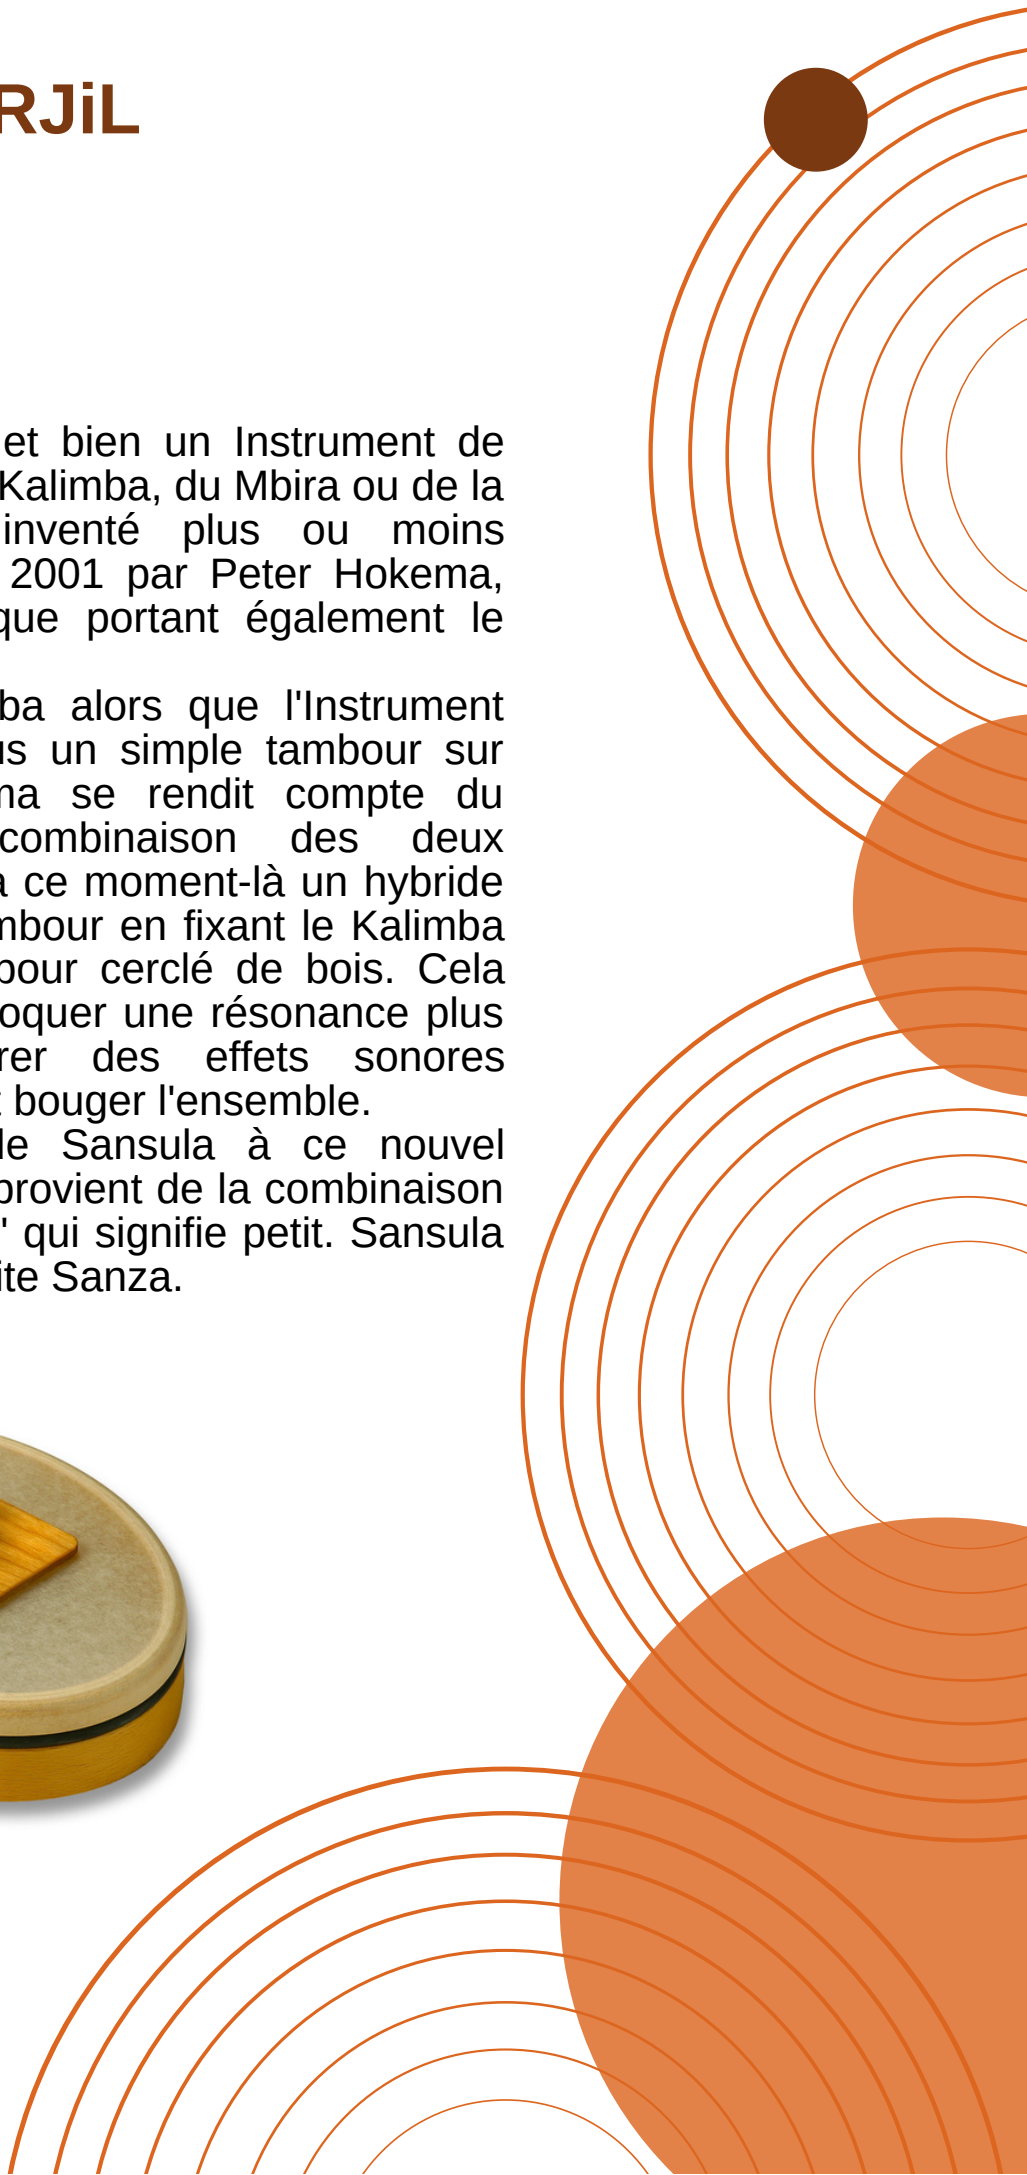 RJiL
et bien un Instrument de
Kalimba, du Mbira ou de la
inventé plus ou moins
2001 par Peter Hokema,
que portant également le
ba alors que l'Instrument
us un simple tambour sur
ma se rendit compte du
combinaison des deux
à ce moment-là un hybride
mbour en fixant le Kalimba
pour cerclé de bois. Cela
oquer une résonance plus
rer des effets sonores
t bouger l'ensemble.
le Sansula à ce nouvel
provient de la combinaison
" qui signifie petit. Sansula
ite Sanza.